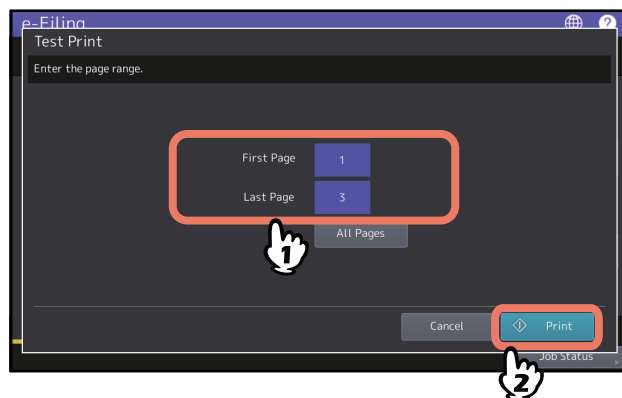 e-Filing
?
Test Print
Enter the page range.
First Page 1
Last Page 3
All Pages
1
Cancel
Print
Job Status
2